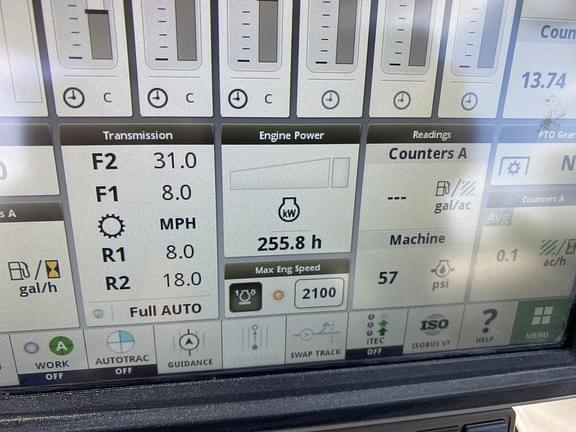 C
C
C
Coun
13.74
Transmission
F2 31.0
F1 8.0
MPH
R1 8.0
R2 18.0
Full AUTO
Engine Power
kW
255.8 h
Max Eng Speed
2100
Readings
Counters A
---
gal/ac
Machine
57
psi
PTO Gear
N
Counters A
Avg
0.1
ac/h
0
s A
gal/h
A
WORK
OFF
AUTOTRAC
OFF
GUIDANCE
SWAP TRACK
iTEC
OFF
ISO
ISOBUS VT
?
HELP
MENU